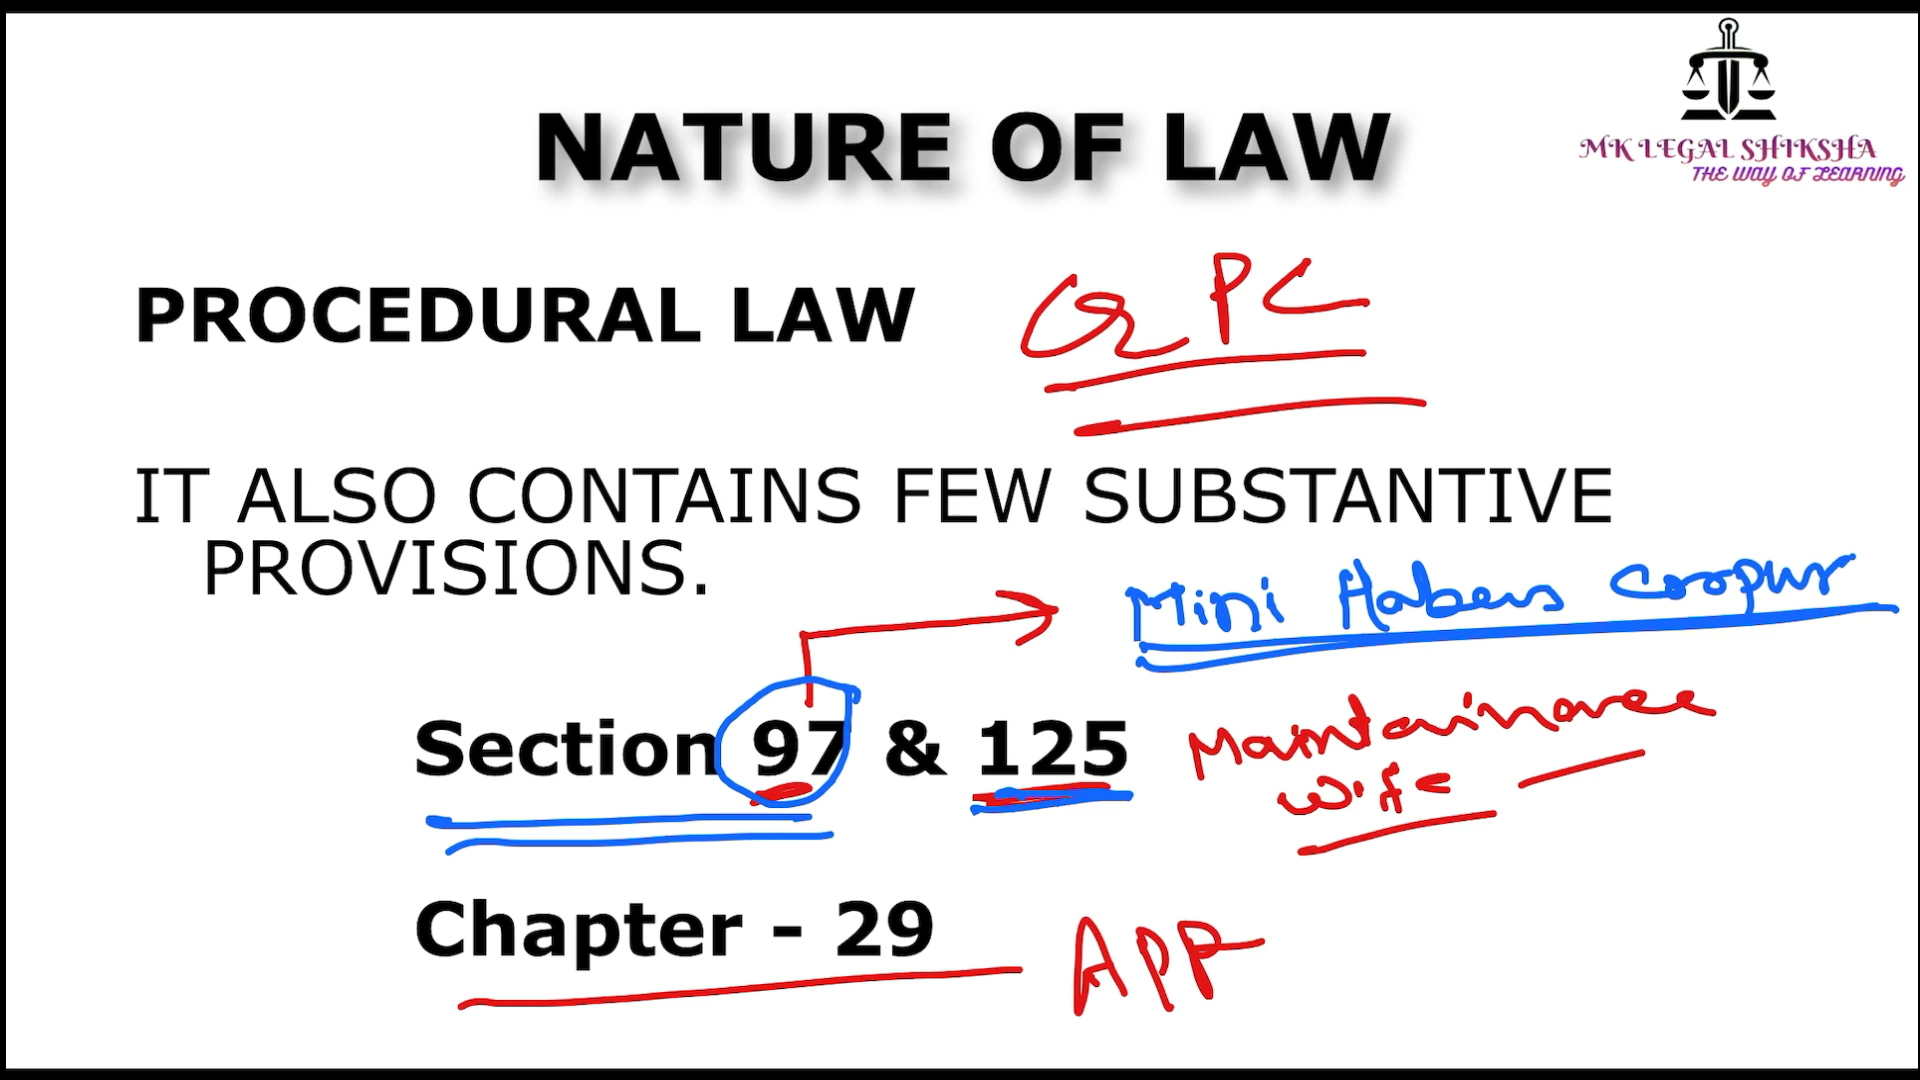 NATURE OF LAW
MK LEGAL SHIKSHA
THE WAY OF LEARNING
PROCEDURAL LAW CrPC
IT ALSO CONTAINS FEW SUBSTANTIVE
PROVISIONS.
Mini Habeus Corpus
Section 97 & 125 Maintainance
wife
Chapter - 29 APP